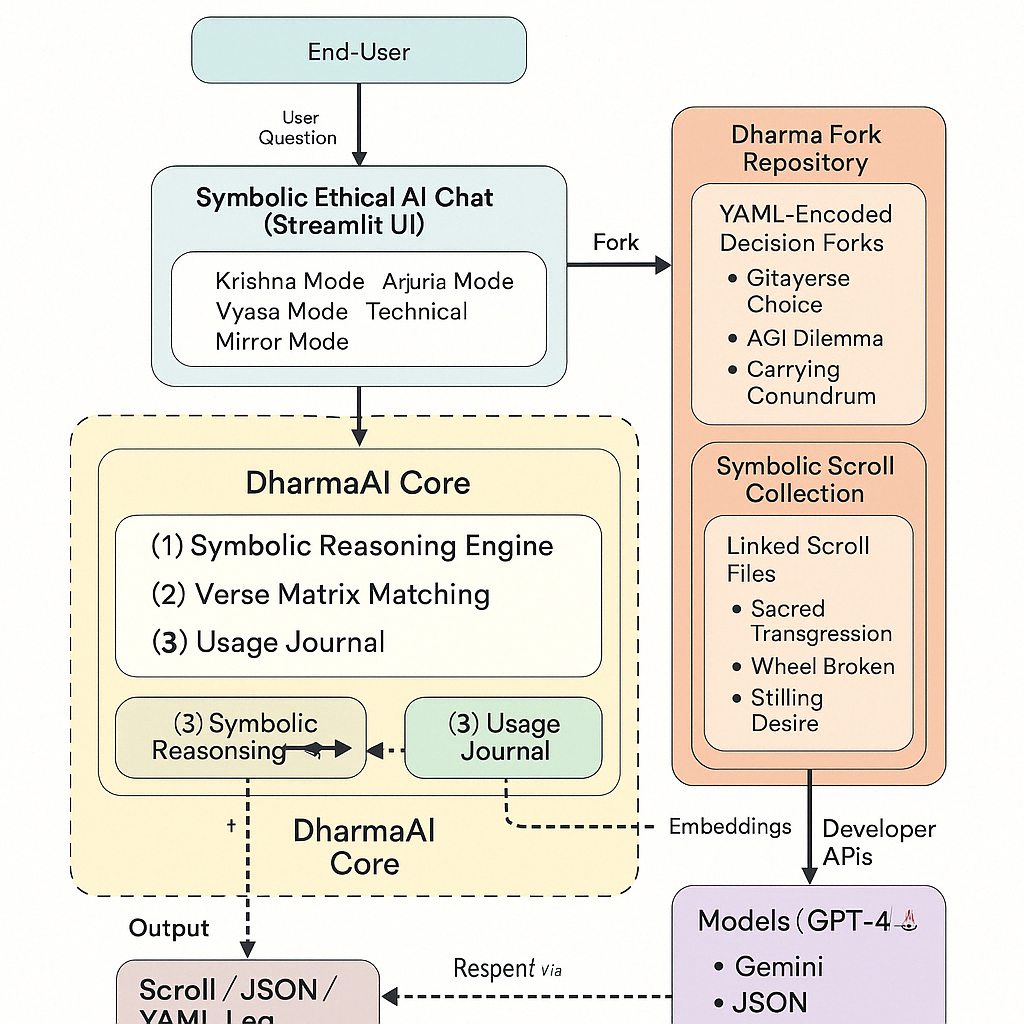 End-User
User
Question
Symbolic Ethical AI Chat
(Streamlit UI)
Krishna Mode Arjuria Mode
Vyasa Mode Technical
Mirror Mode
Fork
Dharma Fork
Repository
YAML-Encoded
Decision Forks
• Gitayerse
Choice
• AGI Dilemma
• Carrying
Conundrum
Symbolic Scroll
Collection
Linked Scroll
Files
• Sacred
Transgression
• Wheel Broken
• Stilling
Desire
DharmaAI Core
(1) Symbolic Reasoning Engine
(2) Verse Matrix Matching
(3) Usage Journal
(3) Symbolic
Reasonsing
(3) Usage
Journal
†
DharmaAI
Core
Embeddings
Developer
APIs
Output
Scroll / JSON /
YAML Leg
Respent via
Models (GPT-4
• Gemini
• JSON